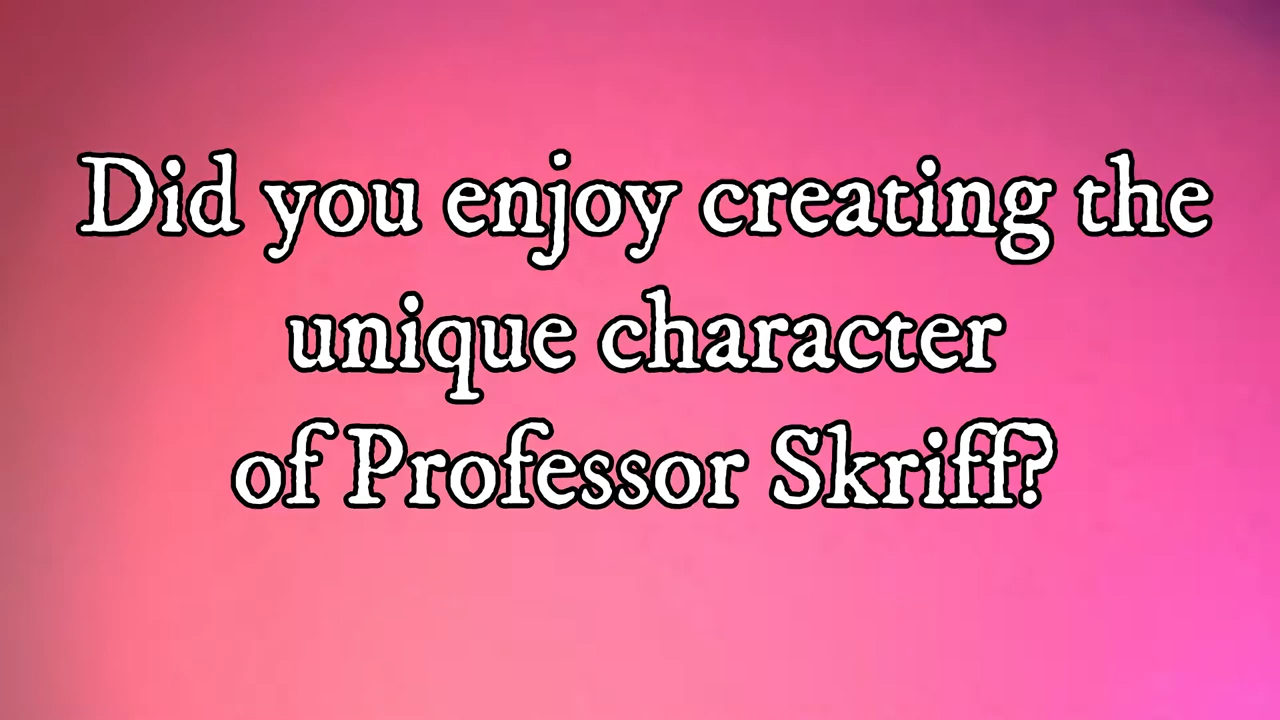 Did you enjoy creating the
unique character
of Professor Skriff?